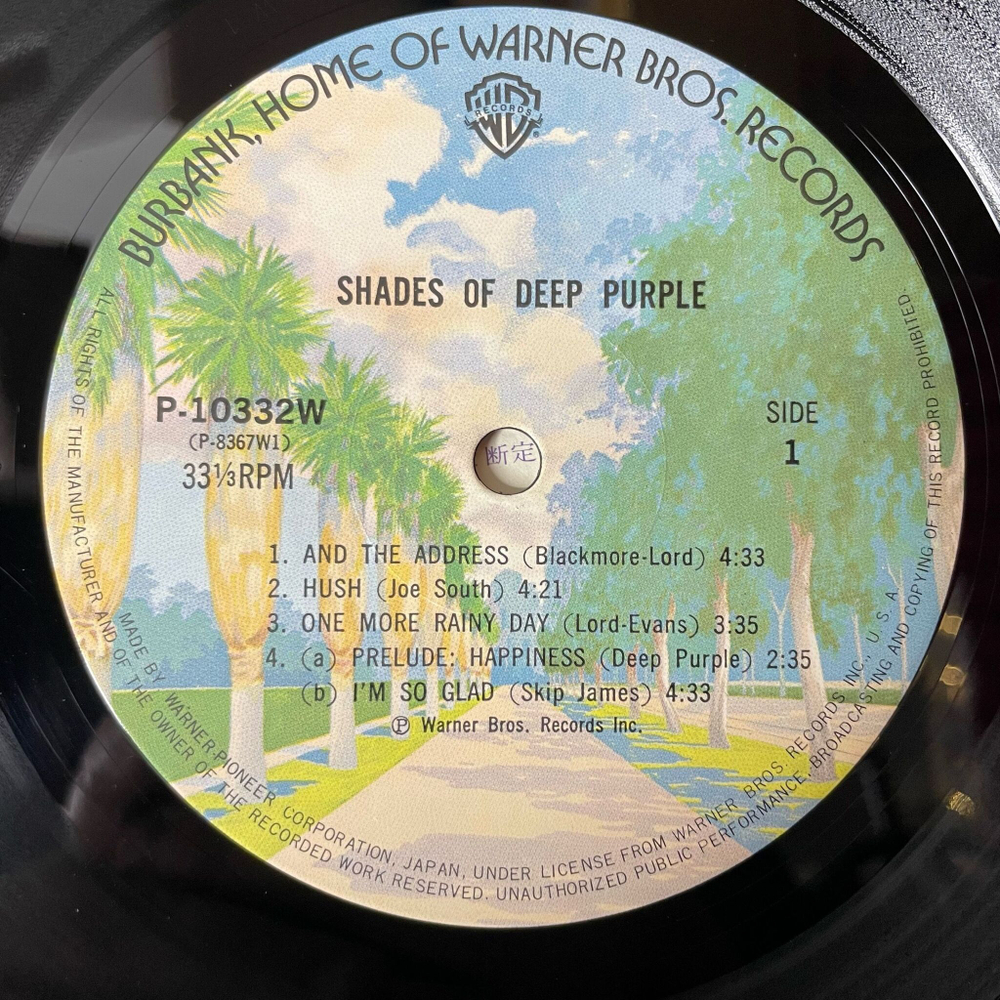 BURBANK, HOME OF WARNER BROS. RECORDS
RECORDS
SHADES OF DEEP PURPLE
P-10332W
(P-8367W1)
33⅓RPM
SIDE
1
断定
1. AND THE ADDRESS (Blackmore-Lord) 4:33
2. HUSH (Joe South) 4:21
3. ONE MORE RAINY DAY (Lord-Evans) 3:35
4. (a) PRELUDE: HAPPINESS (Deep Purple) 2:35
(b) I'M SO GLAD (Skip James) 4:33
Ⓟ Warner Bros. Records Inc.
MADE BY WARNER-PIONEER CORPORATION, JAPAN, UNDER LICENSE FROM WARNER BROS. RECORDS INC., U.S.A.
ALL RIGHTS OF THE MANUFACTURER AND OF THE OWNER OF THE RECORDED WORK RESERVED. UNAUTHORIZED PUBLIC PERFORMANCE, BROADCASTING AND COPYING OF THIS RECORD PROHIBITED.